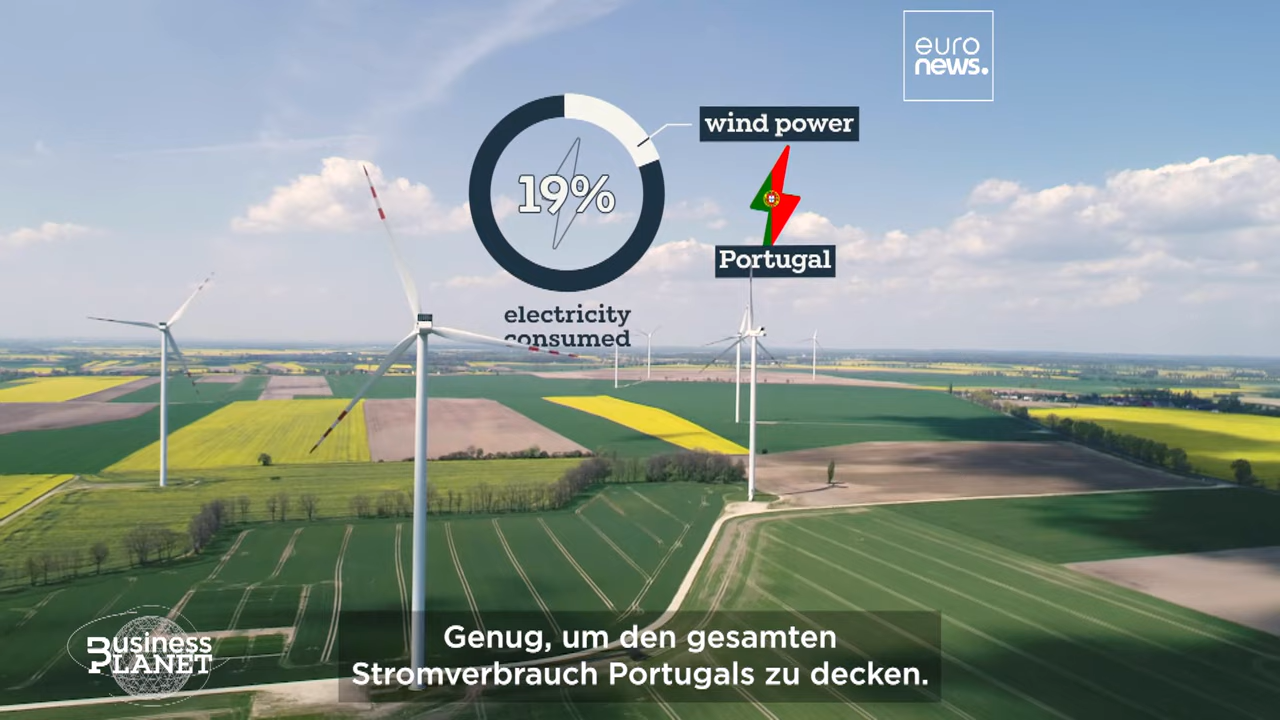 euro
news.
wind power
19%
Portugal
electricity
consumed
Genug, um den gesamten
Stromverbrauch Portugals zu decken.
Business
PLANET